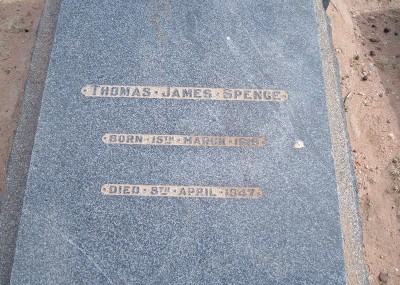 THOMAS · JAMES · SPENCE
BORN · 15TH · MARCH
DIED · 8TH · APRIL · 1947